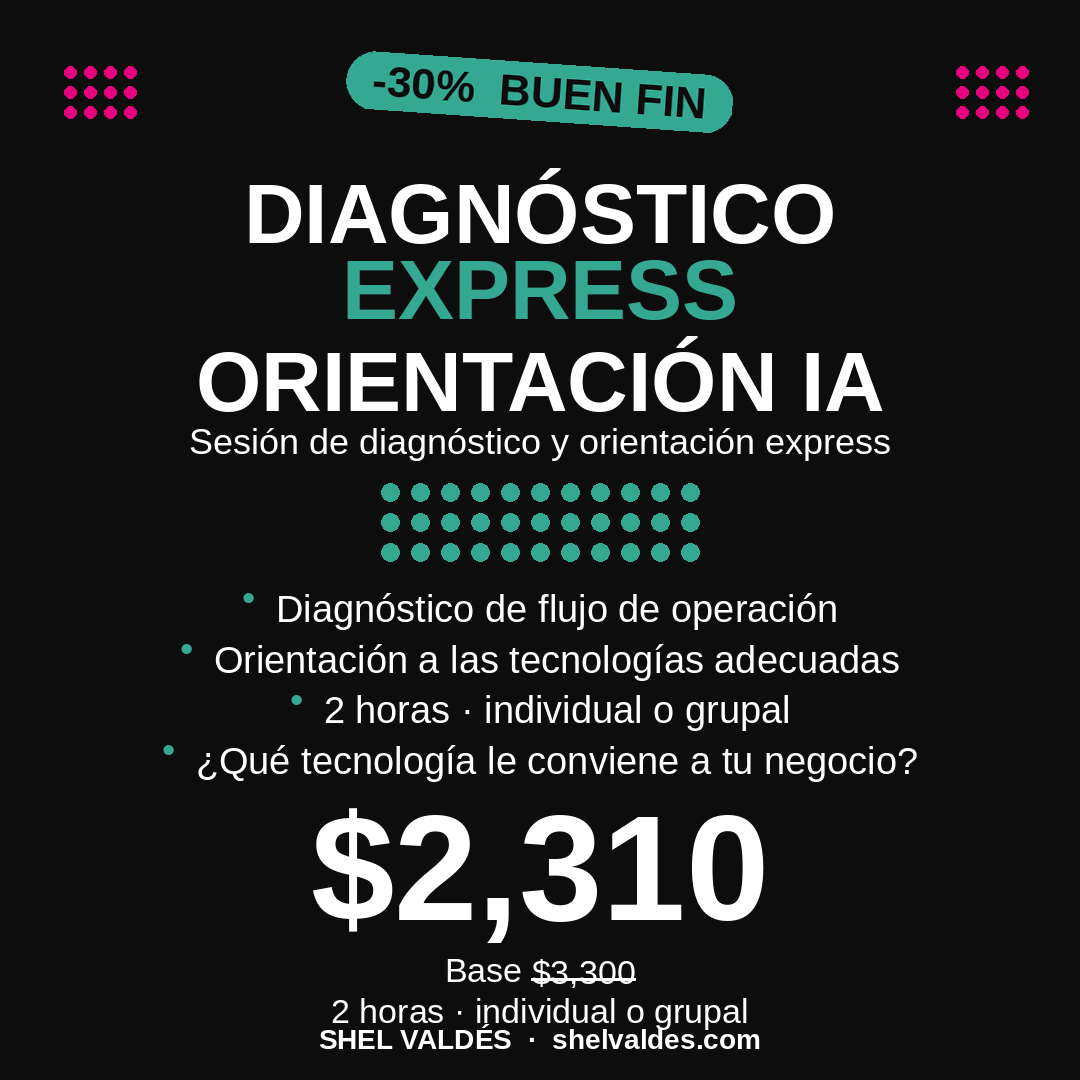 -30% BUEN FIN
DIAGNÓSTICO
EXPRESS
ORIENTACIÓN IA
Sesión de diagnóstico y orientación express
• Diagnóstico de flujo de operación
• Orientación a las tecnologías adecuadas
• 2 horas · individual o grupal
• ¿Qué tecnología le conviene a tu negocio?
$2,310
Base $3,300
2 horas · individual o grupal
SHEL VALDÉS · shelvaldes.com